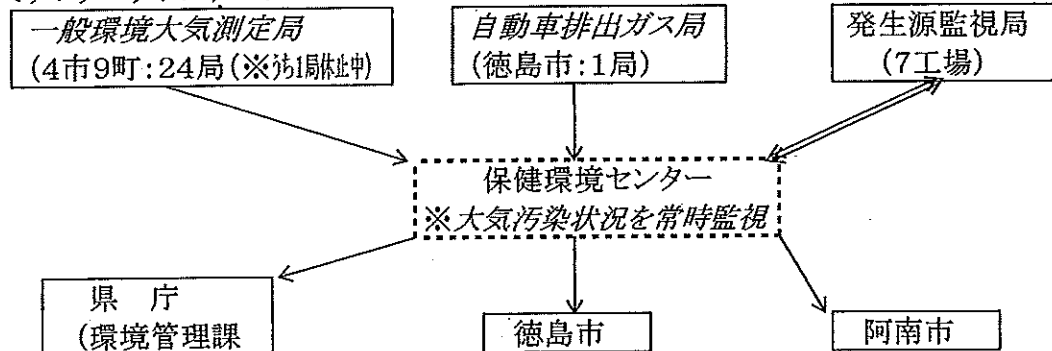 一般環境大気測定局
(4市9町:24局(※うち1局休止中)
自動車排出ガス局
(徳島市:1局)
発生源監視局
(7工場)
保健環境センター
※大気汚染状況を常時監視
県 庁
(環境管理課
徳島市
阿南市